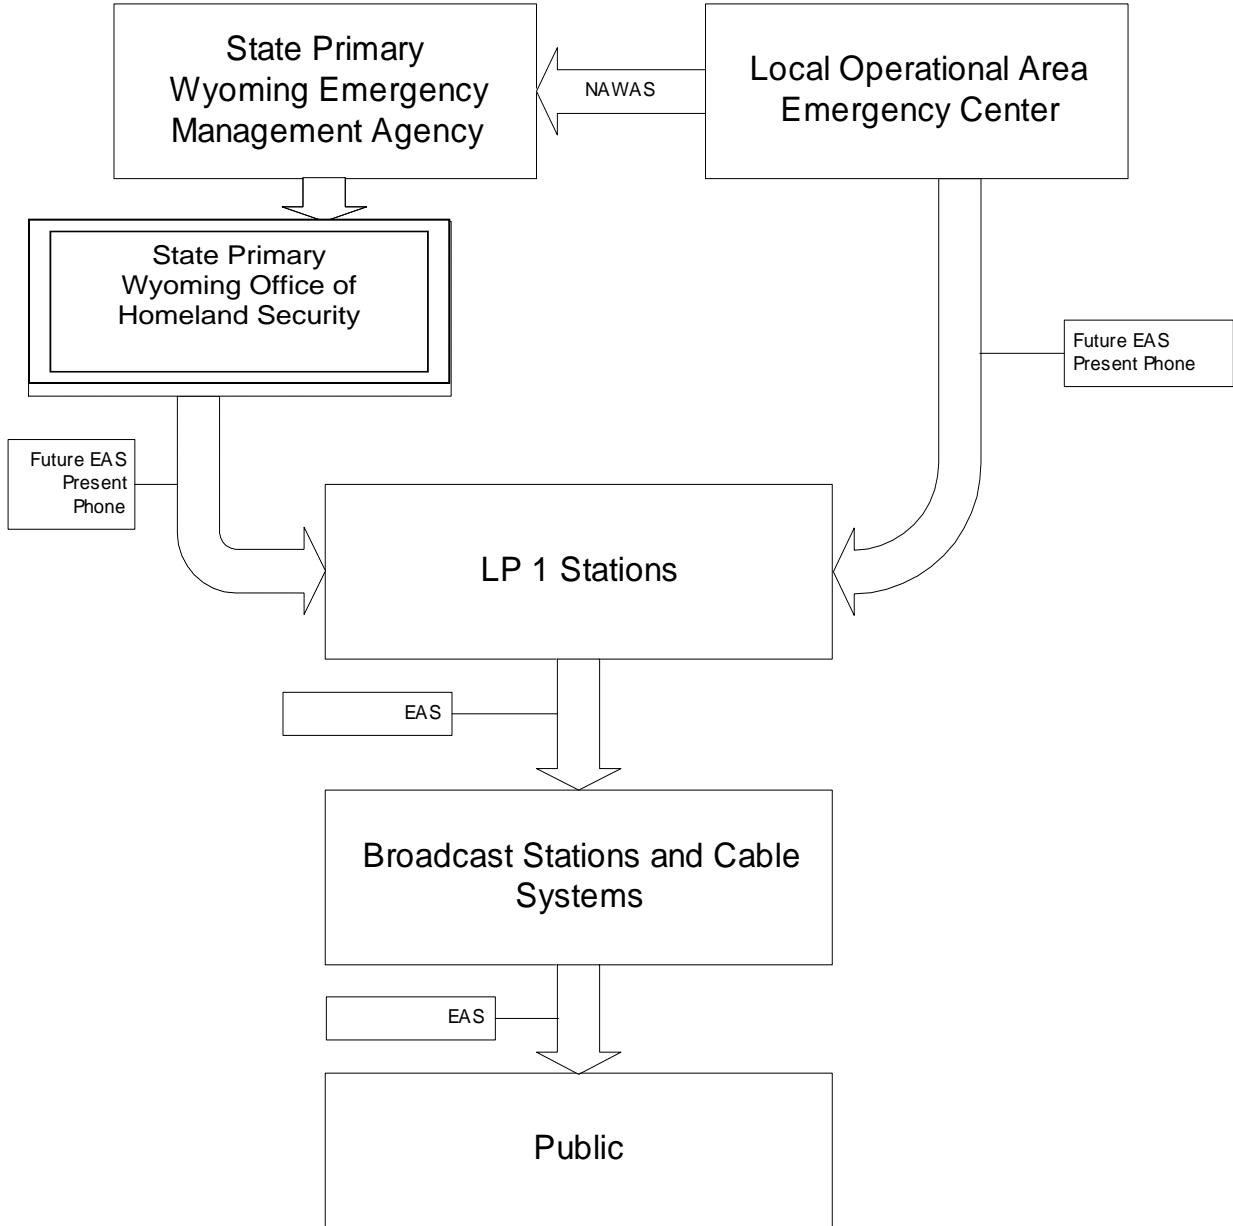 State Primary
Wyoming Emergency
Management Agency
NAWAS
Local Operational Area
Emergency Center
State Primary
Wyoming Office of
Homeland Security
Future EAS
Present Phone
Future EAS
Present
Phone
LP 1 Stations
EAS
Broadcast Stations and Cable
Systems
EAS
Public